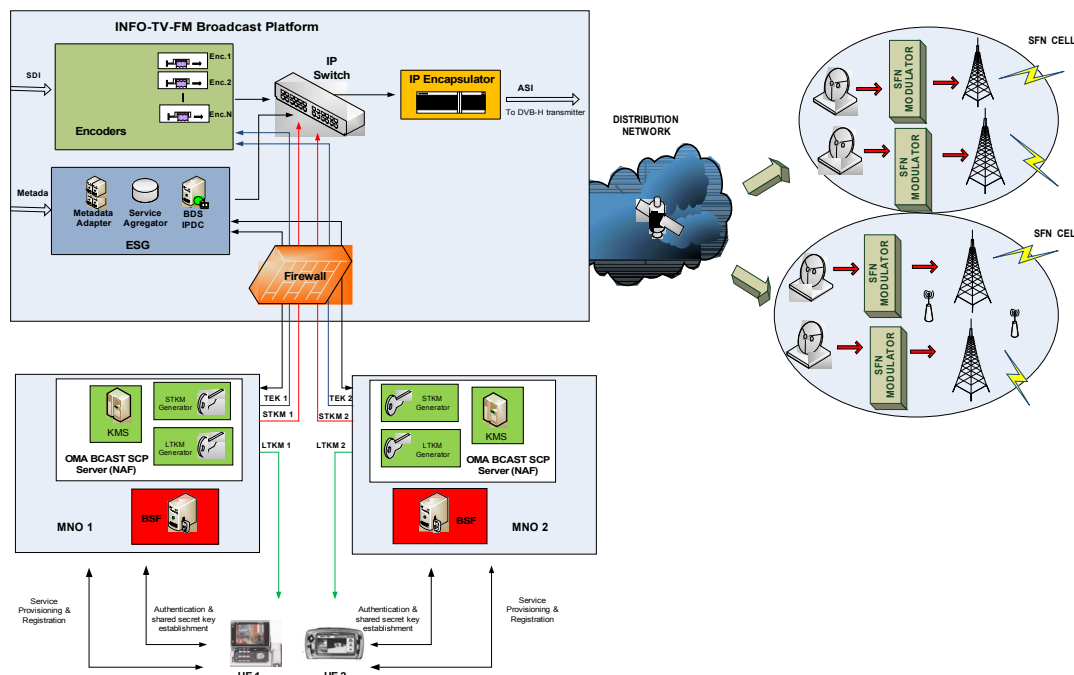 INFO-TV-FM Broadcast Platform
SDI
Enc.1
Enc.2
Enc.N
Encoders
IP
Switch
IP Encapsulator
ASI
To DVB-H transmitter
Metada
Metadata
Adapter
Service
Agregator
BDS
IPDC
ESG
Firewall
DISTRIBUTION
NETWORK
SFN
MODULATOR
SFN
MODULATOR
SFN CELL
SFN
MODULATOR
SFN
MODULATOR
SFN CELL
KMS
STKM
Generator
LTKM
Generator
OMA BCAST SCP
Server (NAF)
BSF
MNO 1
TEK 1
STKM 1
LTKM 1
TEK 2
STKM 2
LTKM 2
STKM
Generator
LTKM
Generator
KMS
OMA BCAST SCP
Server (NAF)
BSF
MNO 2
Service
Provisioning &
Registration
Authentication &
shared secret key
establishment
Authentication &
shared secret key
establishment
Service
Provisioning &
Registration